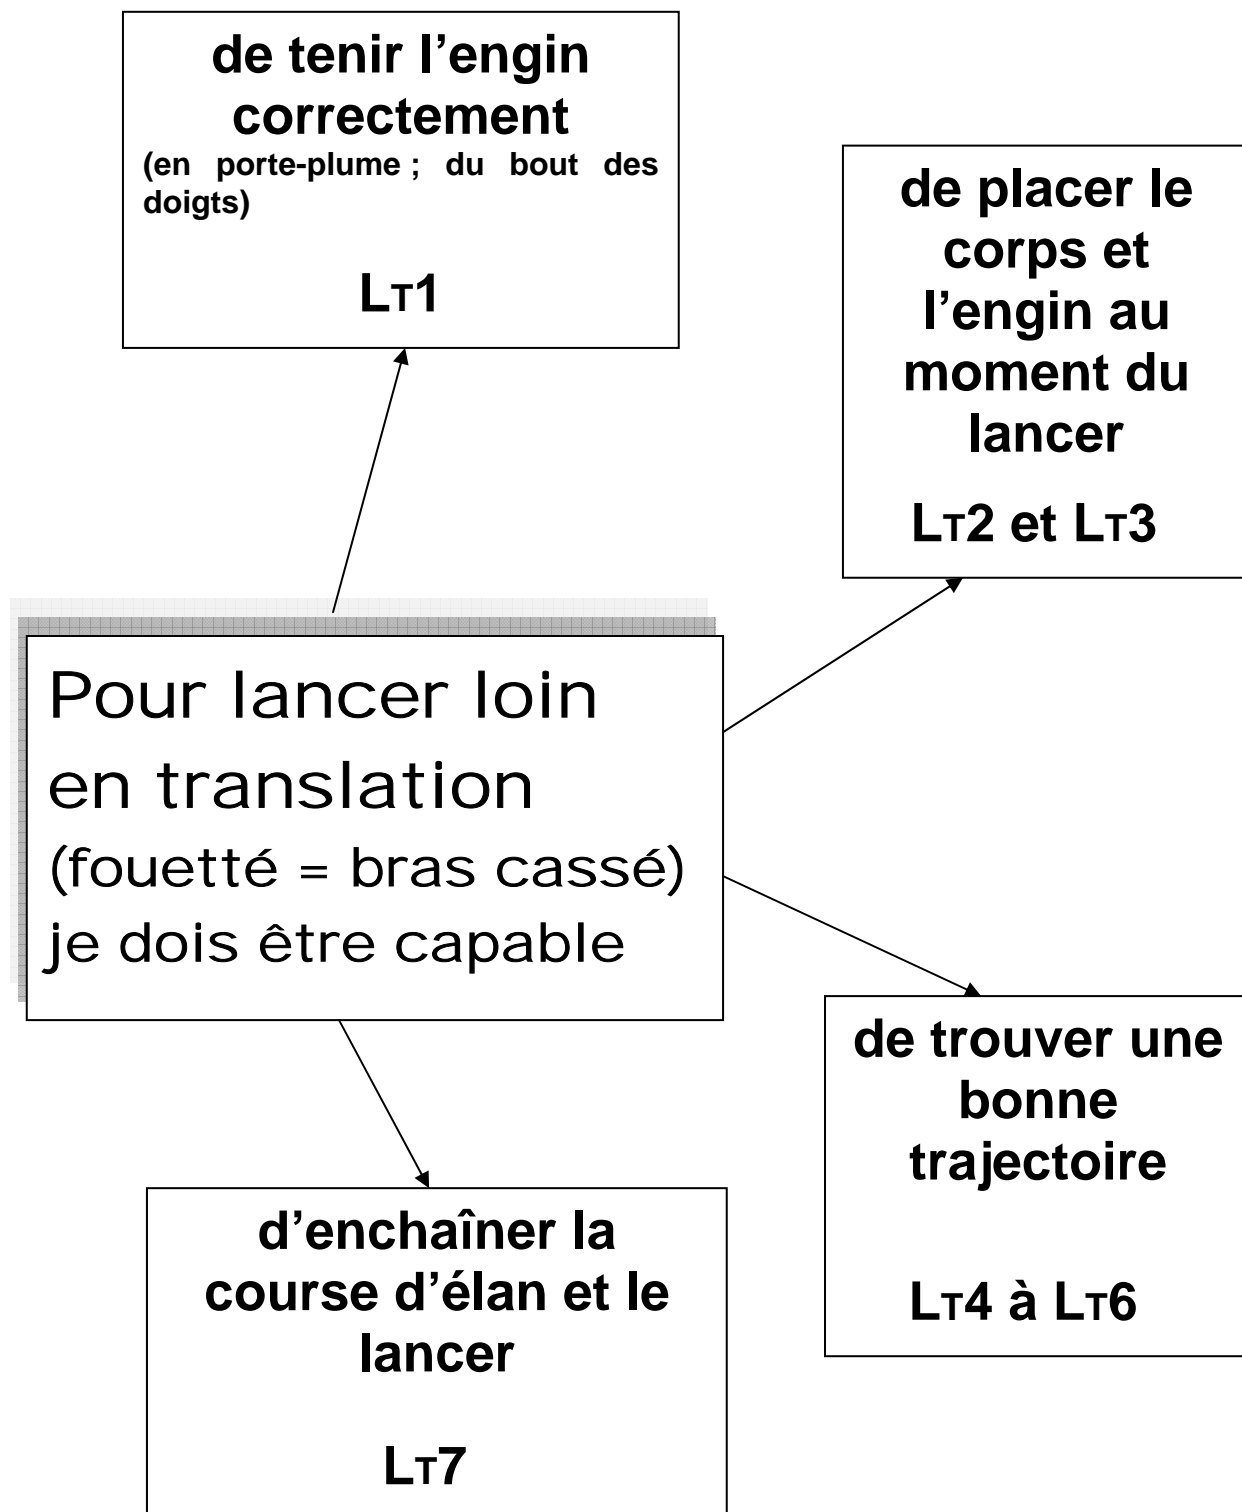 de tenir l’engin
correctement
(en porte-plume ; du bout des
doigts)
LT1
de placer le
corps et
l’engin au
moment du
lancer
LT2 et LT3
Pour lancer loin
en translation
(fouetté = bras cassé)
je dois être capable
de trouver une
bonne
trajectoire
LT4 à LT6
d’enchaîner la
course d’élan et le
lancer
LT7